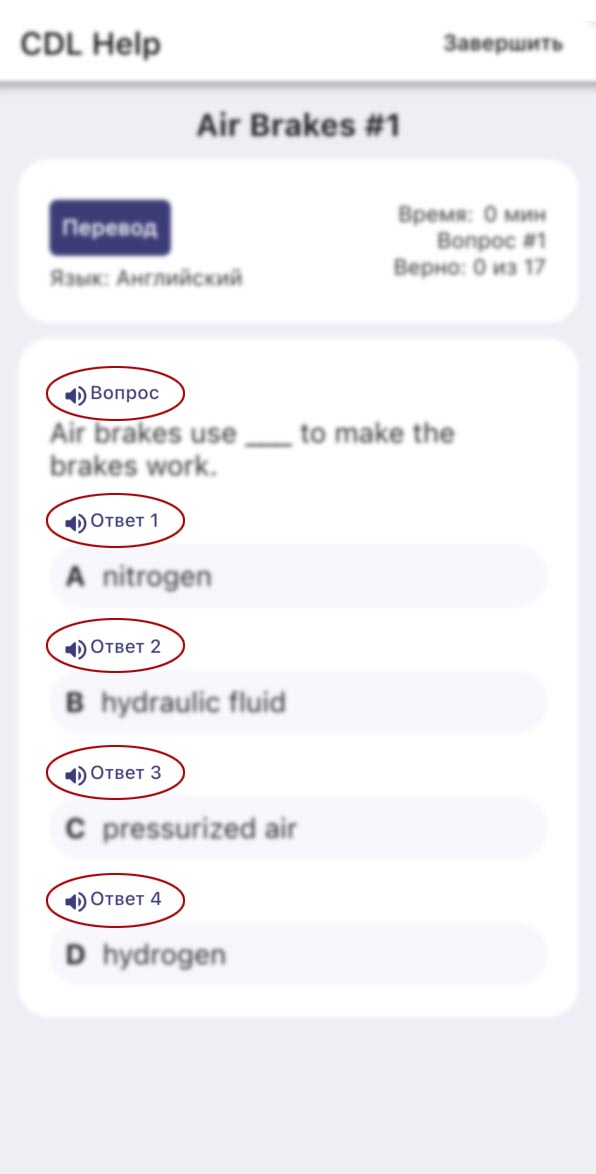 CDL Help
Завершить
Air Brakes #1
Перевод
Время: 0 мин
Вопрос #1
Язык: Английский
Верно: 0 из 17
Вопрос
Air brakes use ___ to make the
brakes work.
Ответ 1
A nitrogen
Ответ 2
B hydraulic fluid
Ответ 3
C pressurized air
Ответ 4
D hydrogen